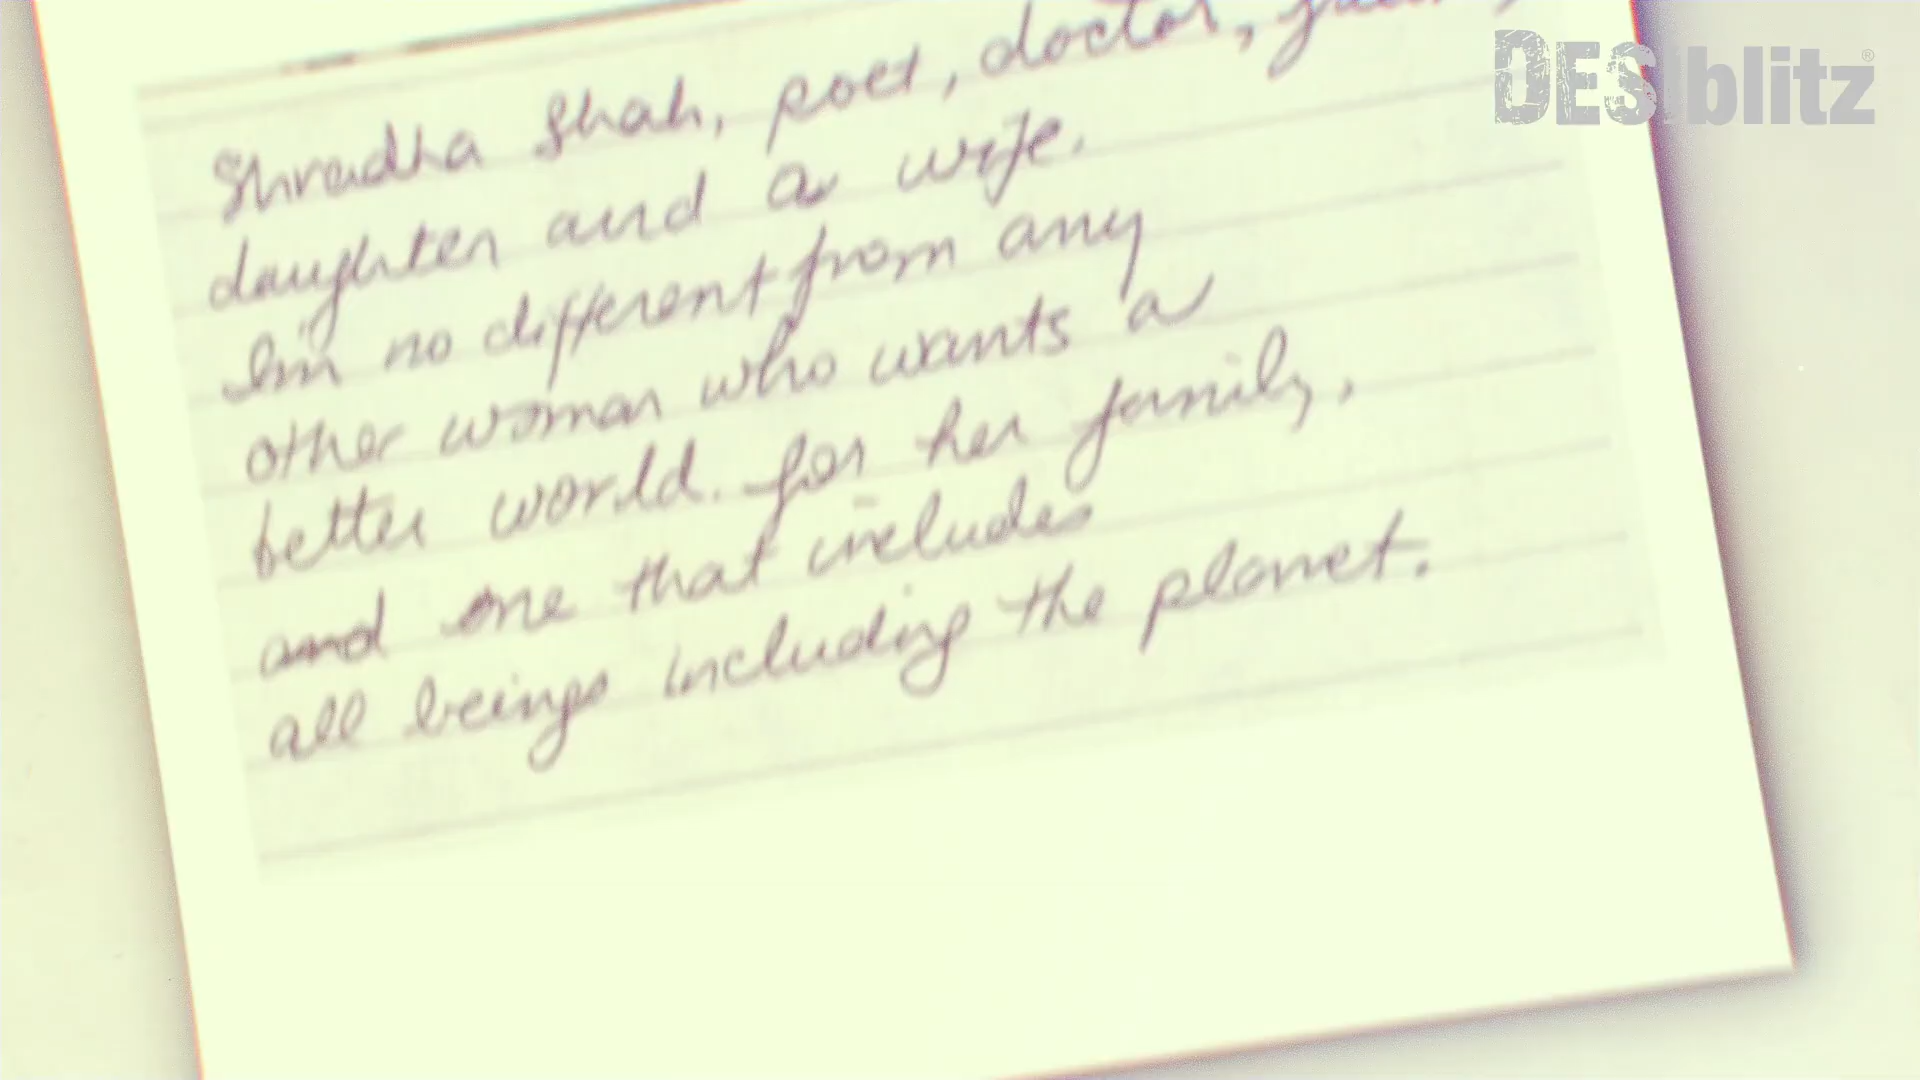 Shradha Shah, poet, doctor,
daughter and a wife.
I'm no different from any
other woman who wants a
better world. for her family,
and one that includes
all beings including the planet.
DESIblitz®